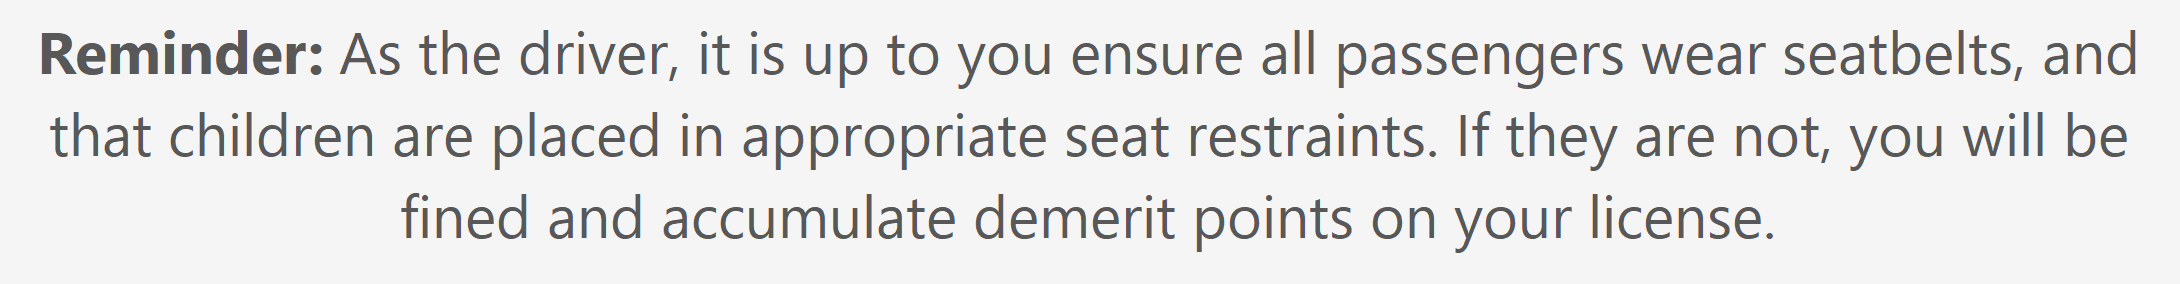 Reminder: As the driver, it is up to you ensure all passengers wear seatbelts, and
that children are placed in appropriate seat restraints. If they are not, you will be
fined and accumulate demerit points on your license.